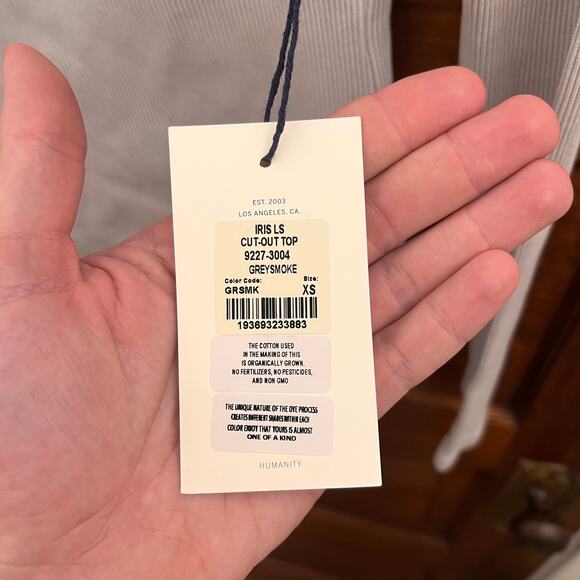 EST. 2003
LOS ANGELES, CA.
IRIS LS
CUT-OUT TOP
9227-3004
GREYSMOKE
Color Code: Size:
GRSMK XS
193693233883
THE COTTON USED
IN THE MAKING OF THIS
IS ORGANICALLY GROWN.
NO FERTILIZERS, NO PESTICIDES,
AND NON GMO
THE UNIQUE NATURE OF THE DYE PROCESS
CREATES DIFFERENT SHADES WITHIN EACH
COLOR ENJOY THAT YOURS IS ALMOST
ONE OF A KIND
HUMANITY